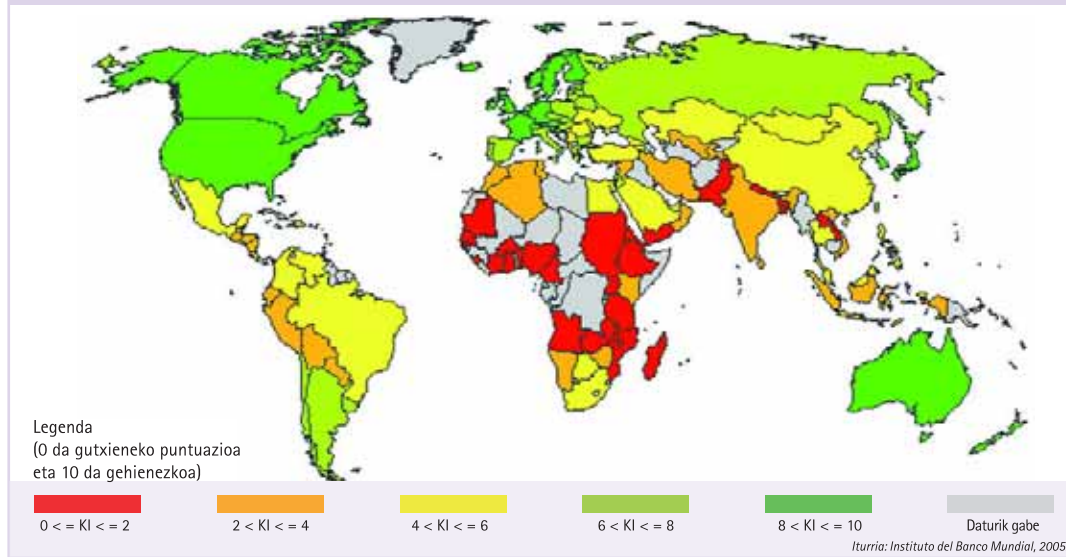 Legenda
(0 da gutxieneko puntuazioa
eta 10 da gehienezkoa)
0 < = KI < = 2
2 < KI < = 4
4 < KI < = 6
6 < KI < = 8
8 < KI < = 10
Daturik gabe
Iturria: Instituto del Banco Mundial, 2005